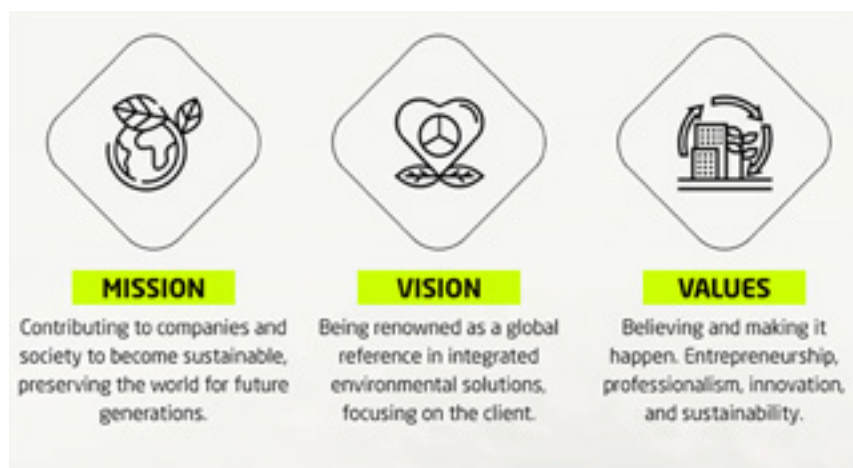 MISSION
Contributing to companies and
society to become sustainable,
preserving the world for future
generations.
VISION
Being renowned as a global
reference in integrated
environmental solutions,
focusing on the client.
VALUES
Believing and making it
happen. Entrepreneurship,
professionalism, innovation,
and sustainability.